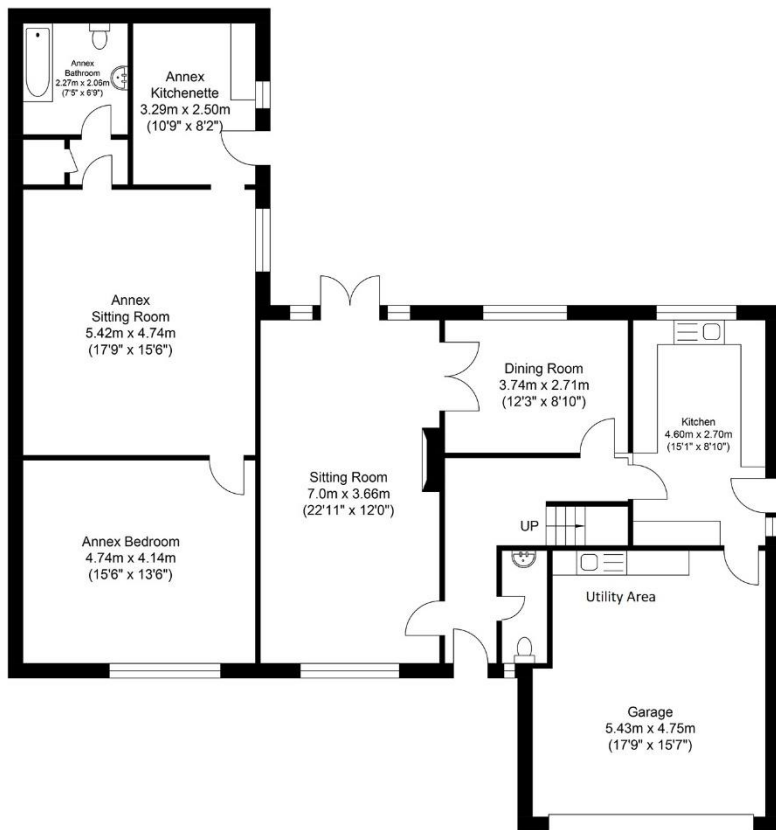 Annex
Bathroom
2.27m x 2.06m
(7'5" x 6'9")
Annex
Kitchenette
3.29m x 2.50m
(10'9" x 8'2")
Annex
Sitting Room
5.42m x 4.74m
(17'9" x 15'6")
Dining Room
3.74m x 2.71m
(12'3" x 8'10")
Kitchen
4.60m x 2.70m
(15'1" x 8'10")
Sitting Room
7.0m x 3.66m
(22'11" x 12'0")
Annex Bedroom
4.74m x 4.14m
(15'6" x 13'6")
UP
Utility Area
Garage
5.43m x 4.75m
(17'9" x 15'7")